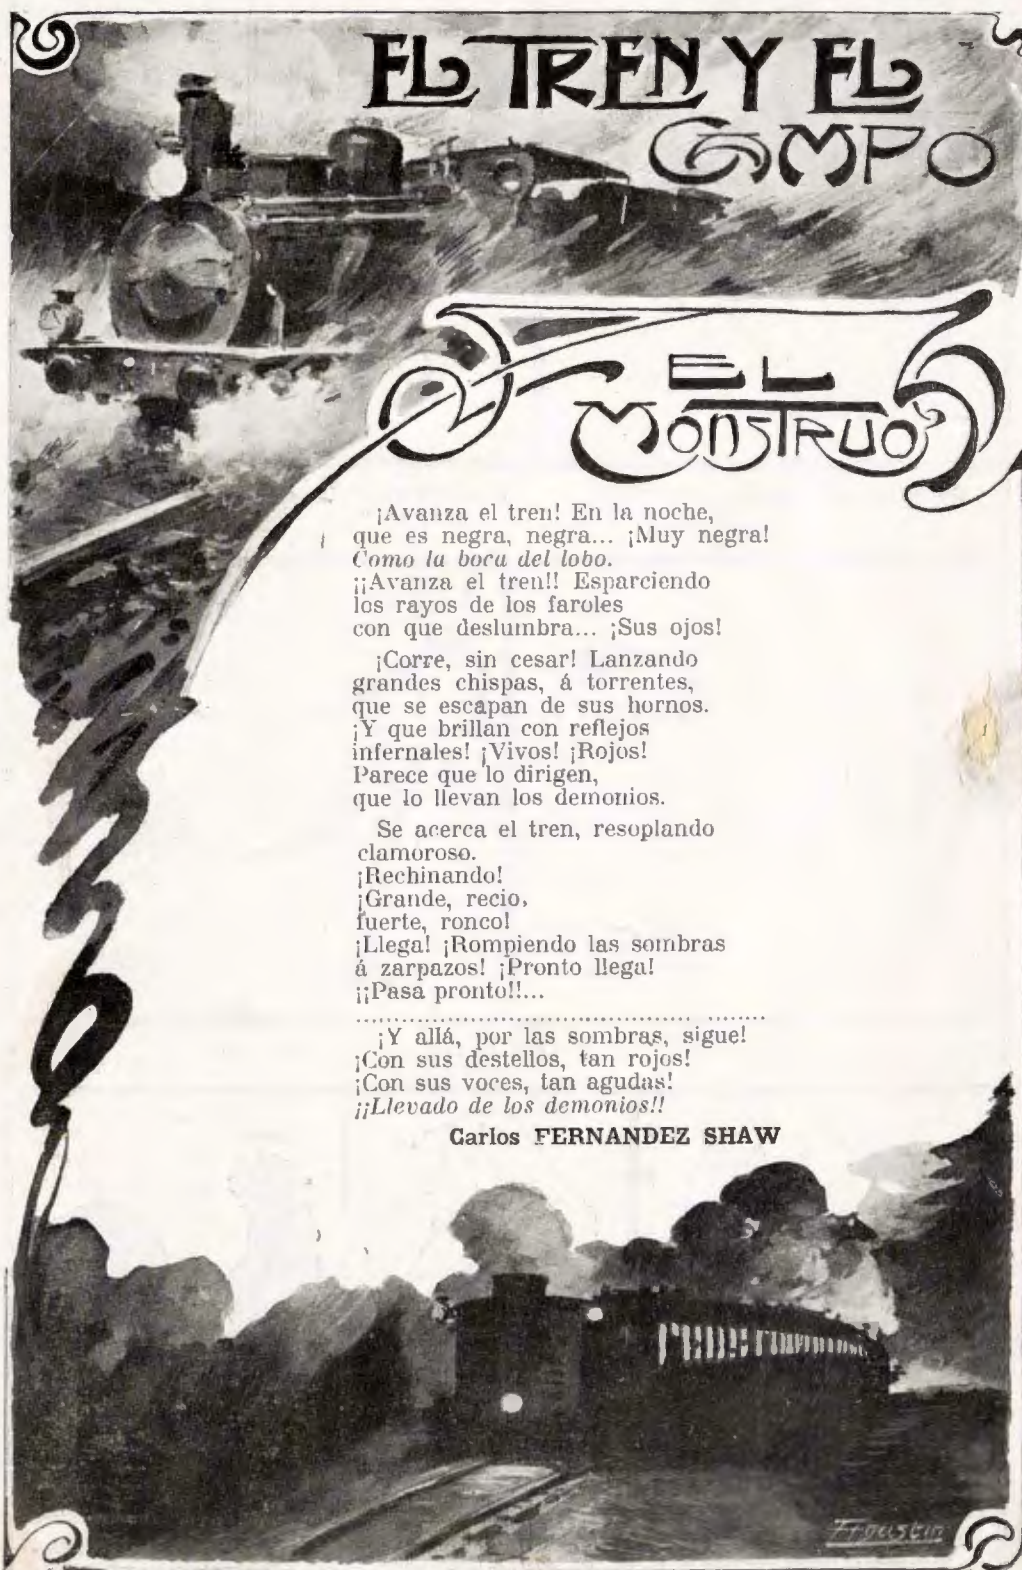 EL TREN Y EL
CAMPO
EL
MONSTRUO
¡Avanza el tren! En la noche,
que es negra, negra... ¡Muy negra!
Como la boca del lobo.
¡¡Avanza el tren!! Esparciendo
los rayos de los faroles
con que deslumbra... ¡Sus ojos!
¡Corre, sin cesar! Lanzando
grandes chispas, á torrentes,
que se escapan de sus hornos.
¡Y que brillan con reflejos
infernales! ¡Vivos! ¡Rojos!
Parece que lo dirigen,
que lo llevan los demonios.
Se acerca el tren, resoplando
clamoroso.
¡Rechinando!
¡Grande, recio,
fuerte, ronco!
¡Llega! ¡Rompiendo las sombras
á zarpazos! ¡Pronto llega!
¡¡Pasa pronto!!...
................................................
¡Y allá, por las sombras, sigue!
¡Con sus destellos, tan rojos!
¡Con sus voces, tan agudas!
¡¡Llevado de los demonios!!
Carlos FERNANDEZ SHAW